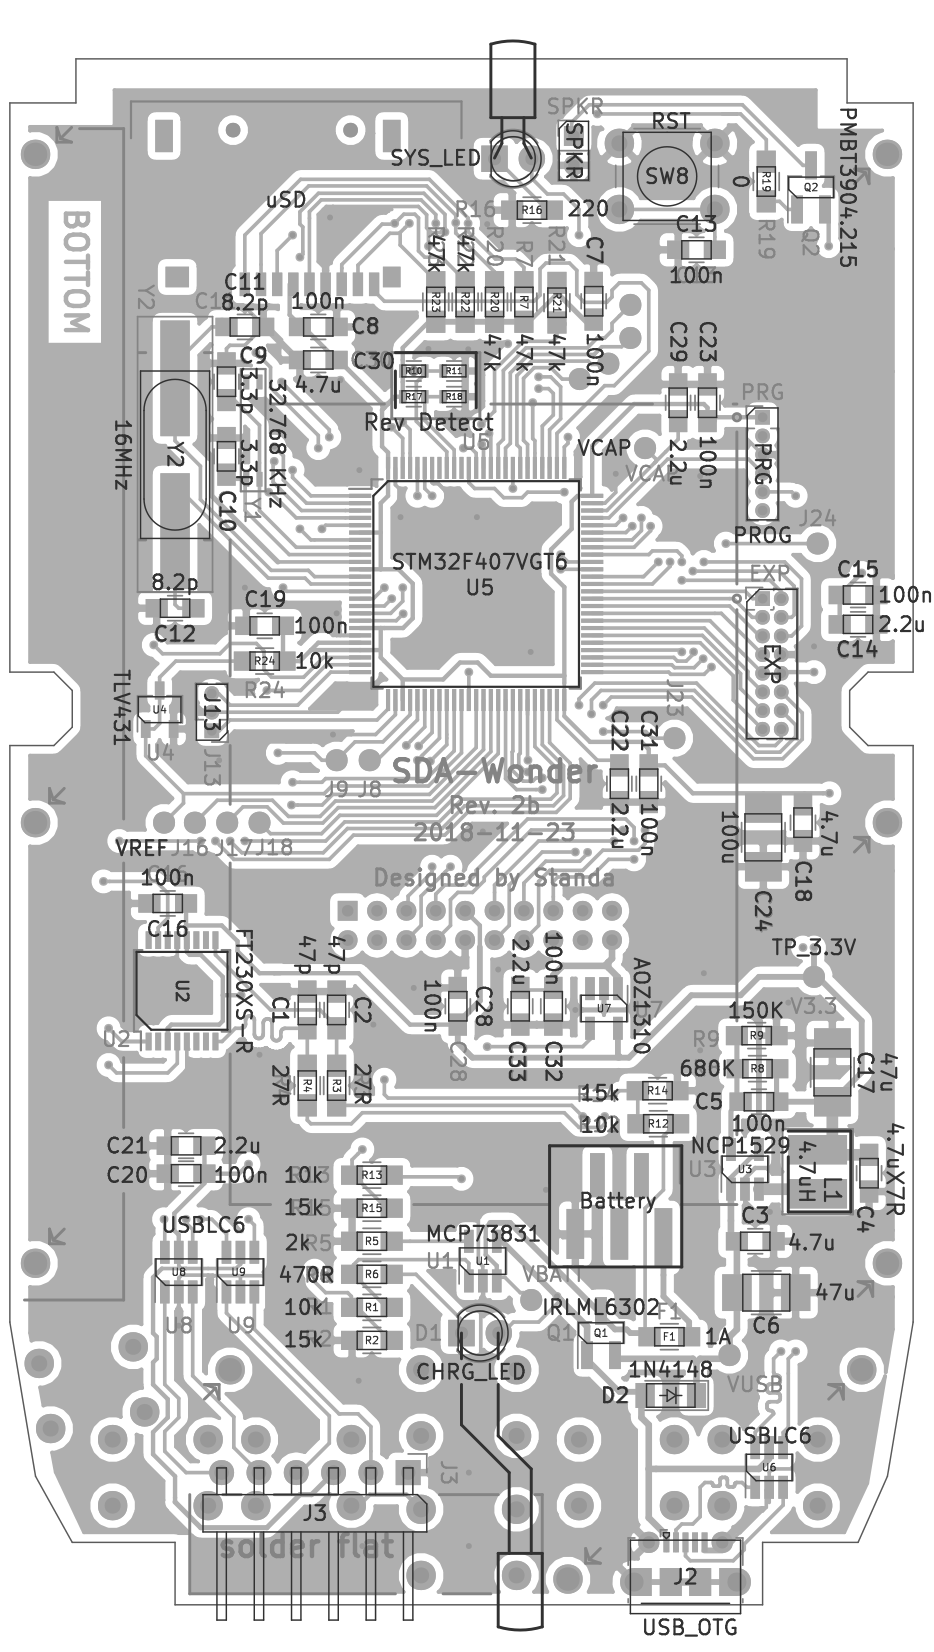 SPKR
SPKR
RST
PMBT3904.215
SYS_LED
SW8
0
R19
Q2
uSD
R16
R16
220
R19
Q2
BOTTOM
C13
100n
47k
47k
R20
R7
R21
C7
Y2
C11
8.2p
100n
C8
R23
R22
R20
R7
R21
C9
C30
4.7u
47k
47k
47k
100n
C29
C23
3.3p
32.768 KHz
R10
R11
R17
R18
Rev Detect
U5
PRG
16MHz
Y2
3.3p
VCAP
VCAP
2.2u
100n
PRG
C10
Y1
J24
PROG
STM32F407VGT6
U5
EXP
C15
100n
8.2p
C12
C19
100n
2.2u
C14
R24
10k
R24
EXP
TLV431
U4
U4
J13
J13
J23
C22
C31
J9
J8
SDA-Wonder
Rev. 2b
2018-11-23
2.2u
100n
100u
4.7u
VREF
J16
J17
J18
Designed by Standa
100n
C16
C18
C24
TP_3.3V
FT230XS-R
47p
47p
2.2u
100n
AOZ1310
U2
U2
C1
C2
100n
C28
C28
U7
V3.3
150K
R9
R9
C33
C32
680K
R8
C17
47u
27R
R4
R3
27R
15k
R14
C5
10k
R12
100n
C21
2.2u
C20
100n
NCP1529
U3
U3
4.7uH
L1
4.7uX7R
C4
10k
R13
15k
R15
Battery
USBLC6
MCP73831
C3
4.7u
2k
R5
R5
U8
U9
U1
U1
470R
R6
VBATT
47u
C6
10k
R1
IRLML6302
F1
U8
U9
15k
R2
D1
Q1
Q1
F1
1A
CHRG_LED
1N4148
VUSB
D2
USBLC6
U6
J3
J3
solder flat
J2
USB_OTG